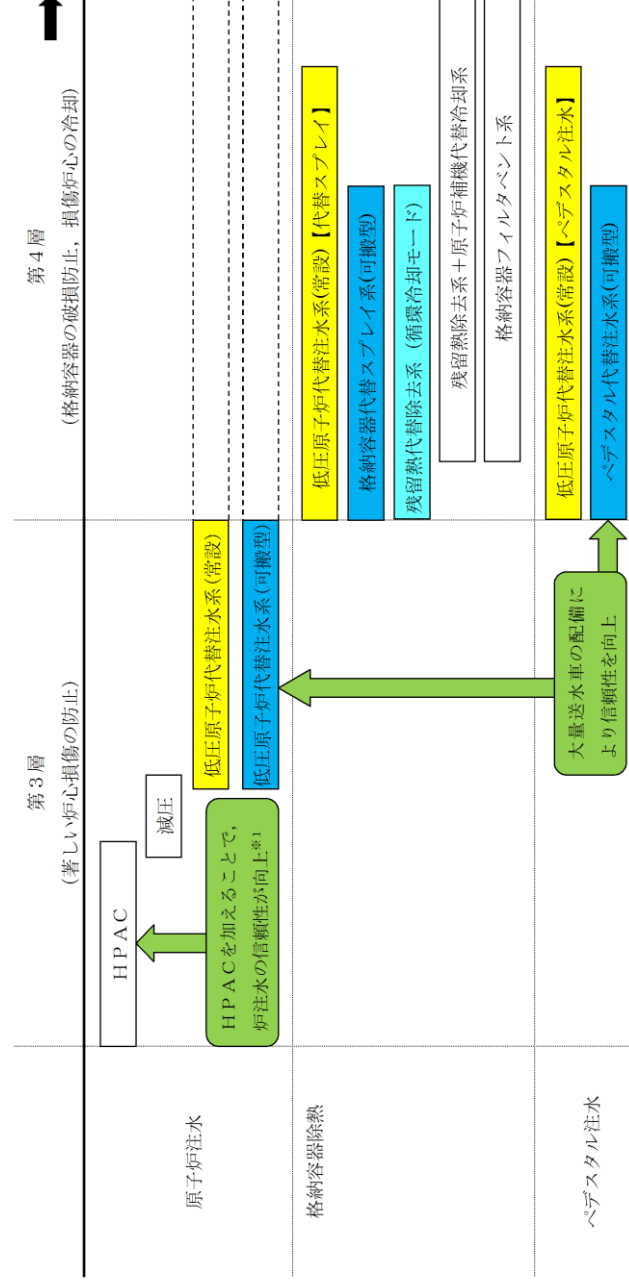 第３層
(著しい炉心損傷の防止)
第４層
(格納容器の破損防止，損傷炉心の冷却)
原子炉注水
ＨＰＡＣ
減圧
低圧原子炉代替注水系(常設)
低圧原子炉代替注水系(可搬型)
ＨＰＡＣを加えることで，
炉注水の信頼性が向上※1
格納容器除熱
低圧原子炉代替注水系(常設)【代替スプレイ】
格納容器代替スプレイ系(可搬型)
残留熱代替除去系（循環冷却モード）
残留熱除去系＋原子炉補機代替冷却系
格納容器フィルタベント系
ペデスタル注水
大量送水車の配備に
より信頼性を向上
低圧原子炉代替注水系(常設)【ペデスタル注水】
ペデスタル代替注水系(可搬型)